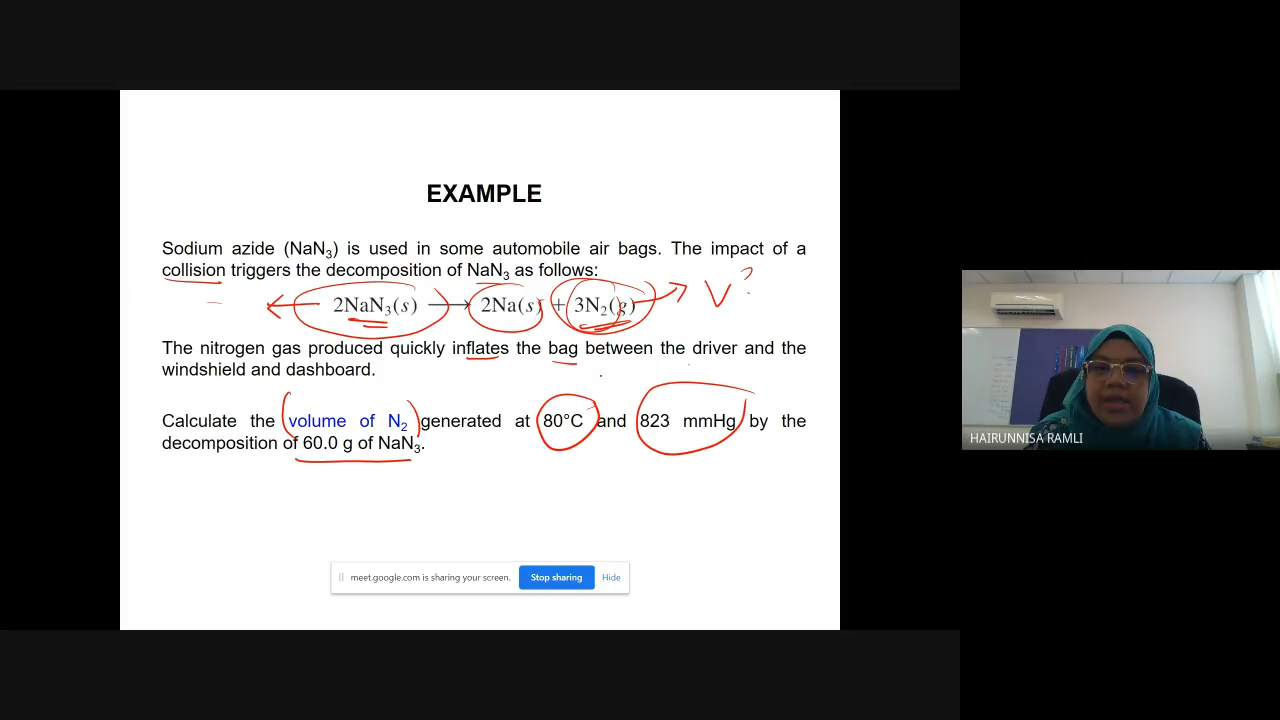 EXAMPLE
Sodium azide (NaN₃) is used in some automobile air bags. The impact of a
collision triggers the decomposition of NaN₃ as follows:
2NaN₃(s) ⟶ 2Na(s) + 3N₂(g) V?
The nitrogen gas produced quickly inflates the bag between the driver and the
windshield and dashboard.
Calculate the volume of N₂ generated at 80°C and 823 mmHg by the
decomposition of 60.0 g of NaN₃.
HAIRUNNISA RAMLI
meet.google.com is sharing your screen. Stop sharing Hide